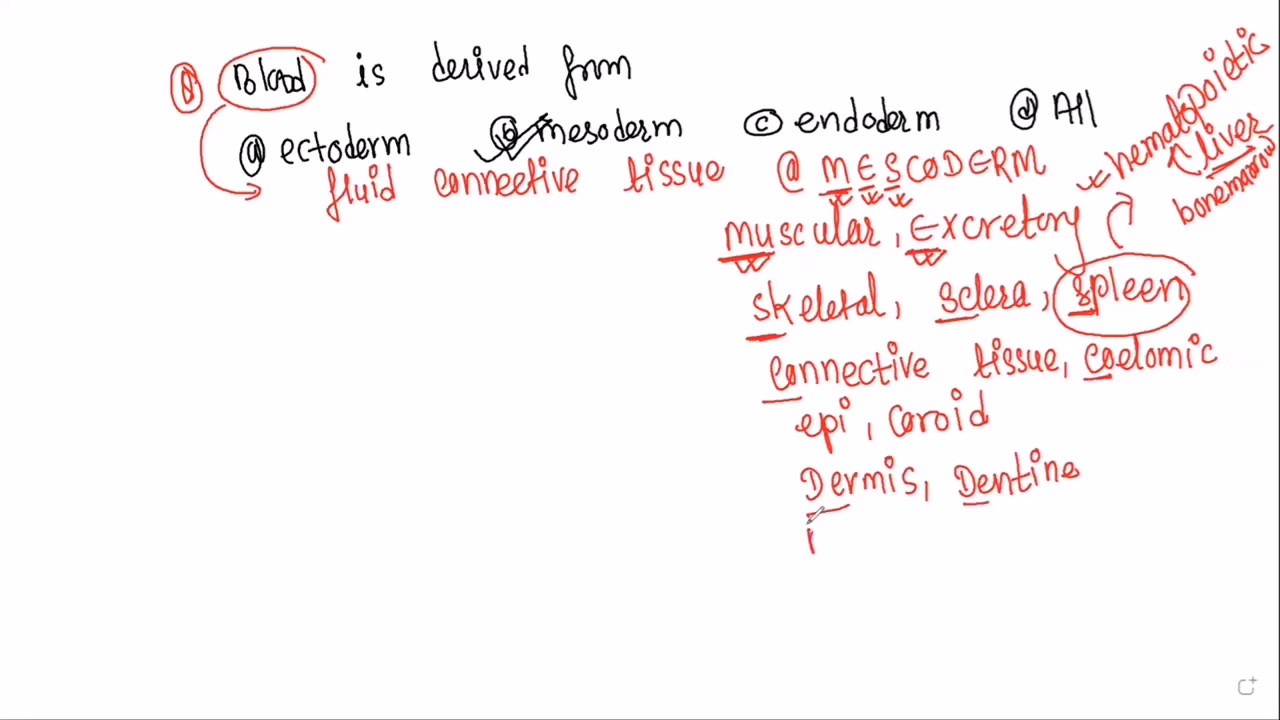 Q Blood is derived from
(a) ectoderm (b) mesoderm (c) endoderm (d) All
fluid connective tissue @ MESCODERM
hematopoietic
liver
bonemarrow
muscular, Excretory
skeletal, sclera, spleen
connective tissue, coelomic
epi, coroid
Dermis, Dentine